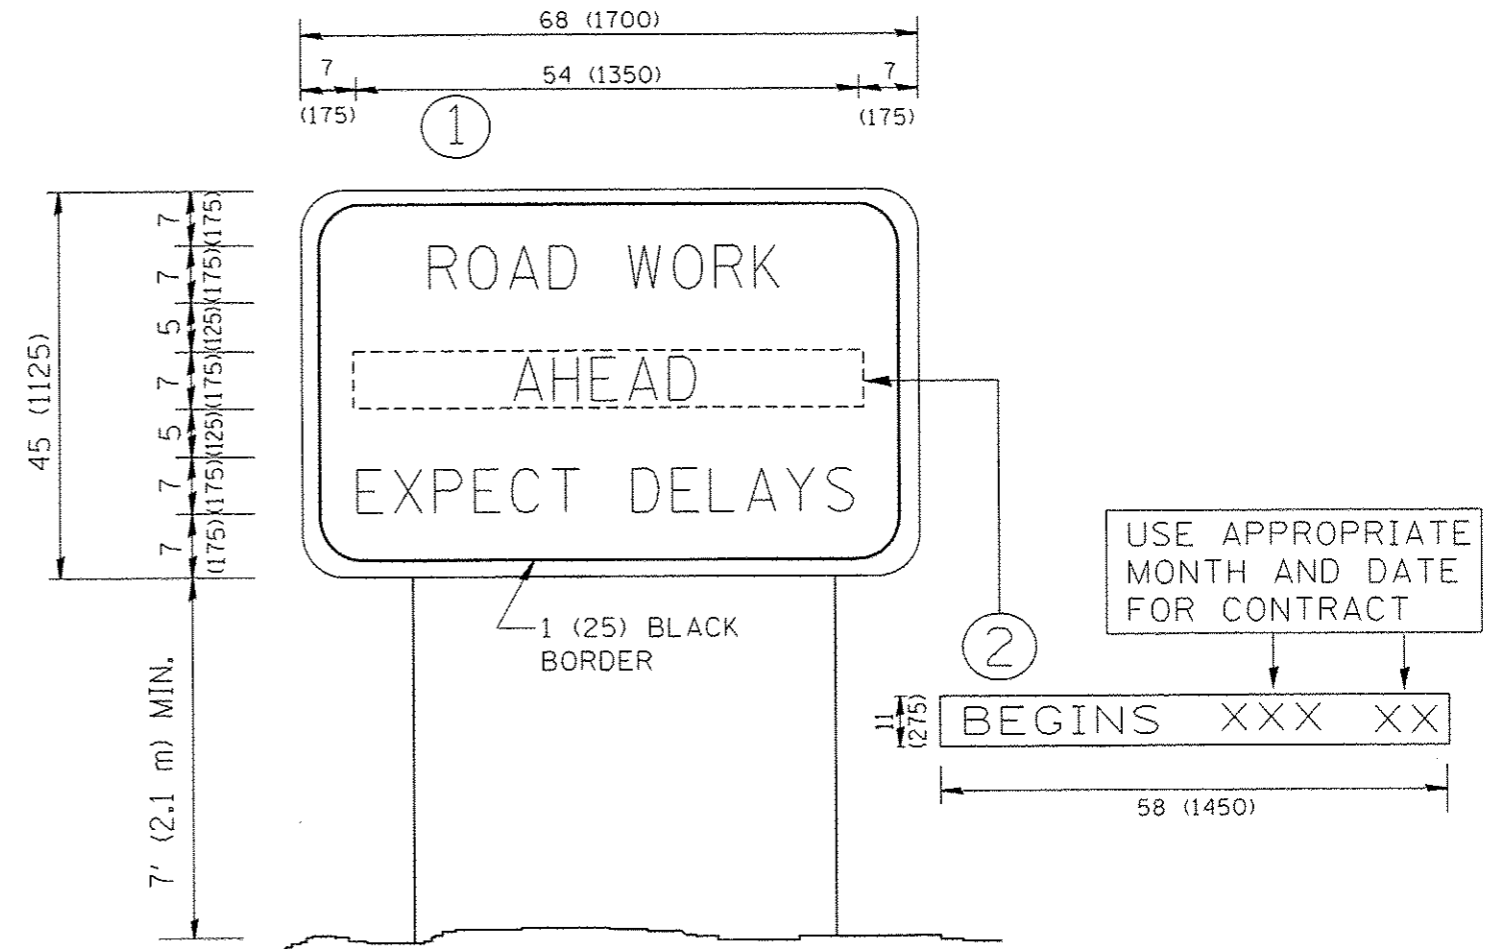 68 (1700)
7 54 (1350) 7
(175) (175)
1
7 (175)
7 (175)
5 (125)
7 (175)
5 (125)
7 (175)
7 (175)
45 (1125)
ROAD WORK
AHEAD
EXPECT DELAYS
1 (25) BLACK
BORDER
7' (2.1 m) MIN.
2
USE APPROPRIATE
MONTH AND DATE
FOR CONTRACT
11
(275)
BEGINS XXX XX
58 (1450)